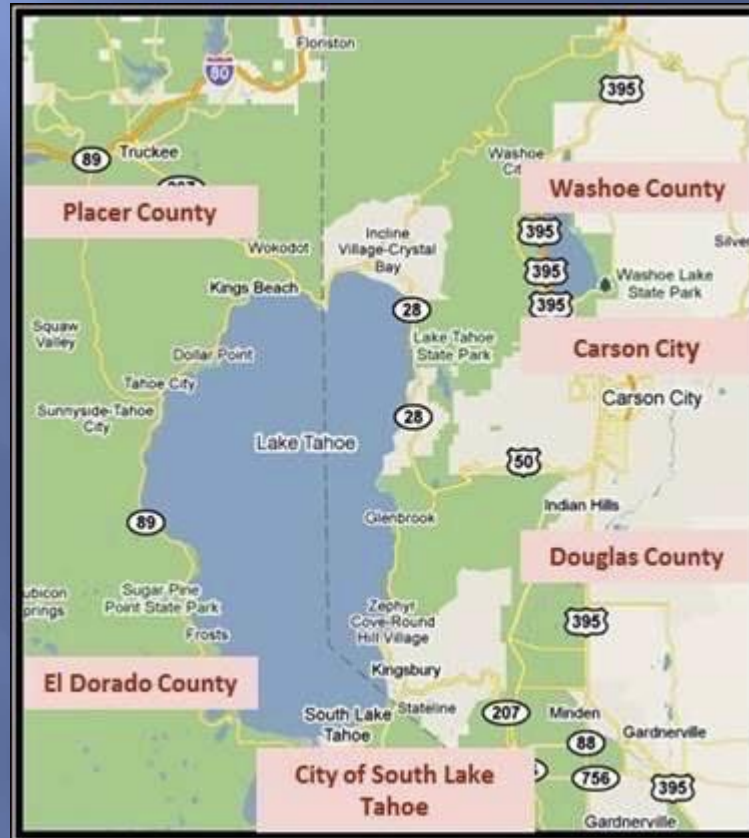 Floriston
80
395
89
Truckee
Washoe
Washoe County
Placer County
Incline
Village-Crystal
Bay
395
Wokodot
395
Washoe Lake
State Park
Kings Beach
395
28
Squaw
Valley
Lake Tahoe
State Park
Dollar Point
Carson City
Tahoe City
Carson City
Sunnyside-Tahoe
City
28
Lake Tahoe
50
Indian Hills
Glenbrook
89
Douglas County
Sugar Pine
Point State Park
Zephyr
Cove-Round
Hill Village
395
Frosts
Kingsbury
El Dorado County
South Lake
Tahoe
Stateline
207
Minden
Gardnerville
88
City of South Lake
Tahoe
756
395
Gardnerville